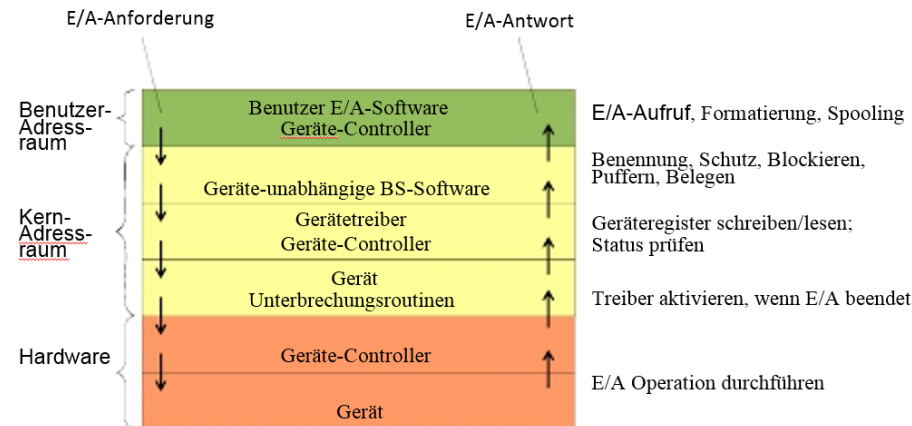 E/A-Anforderung
E/A-Antwort
Benutzer-
Adress-
raum
Benutzer E/A-Software
Geräte-Controller
E/A-Aufruf, Formatierung, Spooling
Kern-
Adress-
raum
Geräte-unabhängige BS-Software
Benennung, Schutz, Blockieren,
Puffern, Belegen
Gerätetreiber
Geräte-Controller
Geräteregister schreiben/lesen;
Status prüfen
Gerät
Unterbrechungsroutinen
Treiber aktivieren, wenn E/A beendet
Hardware
Geräte-Controller
Gerät
E/A Operation durchführen